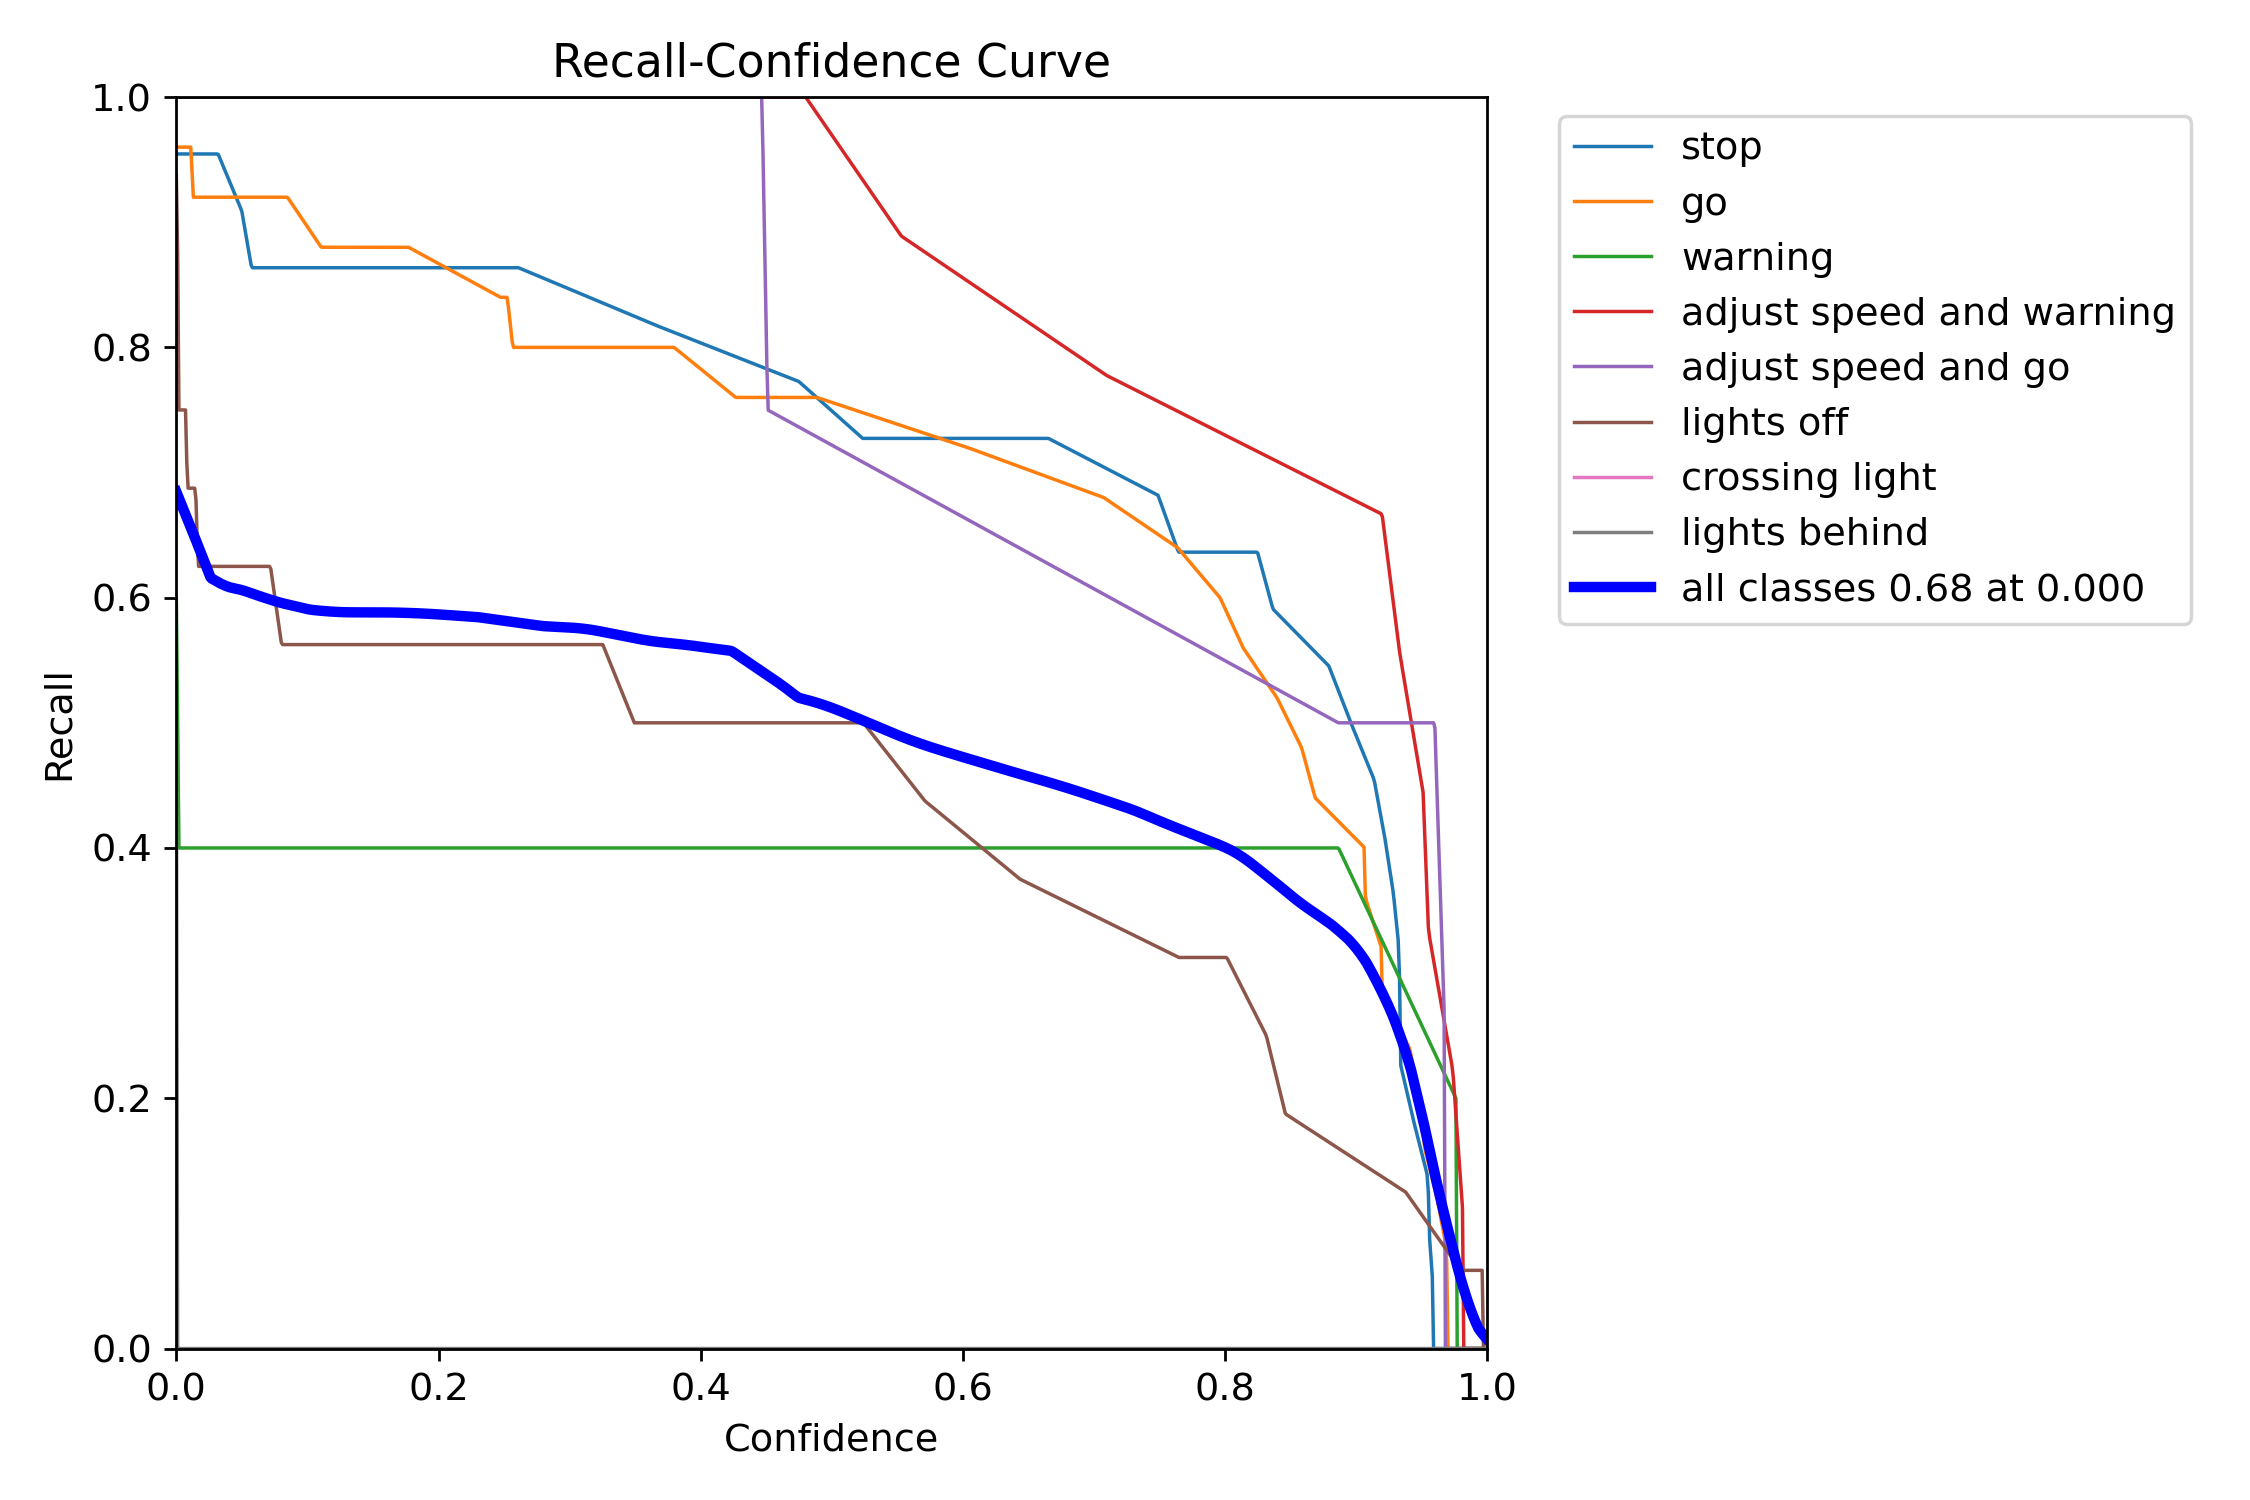 Recall-Confidence Curve
1.0
0.8
0.6
0.4
0.2
0.0
Recall
0.0 0.2 0.4 0.6 0.8 1.0
Confidence
stop
go
warning
adjust speed and warning
adjust speed and go
lights off
crossing light
lights behind
all classes 0.68 at 0.000